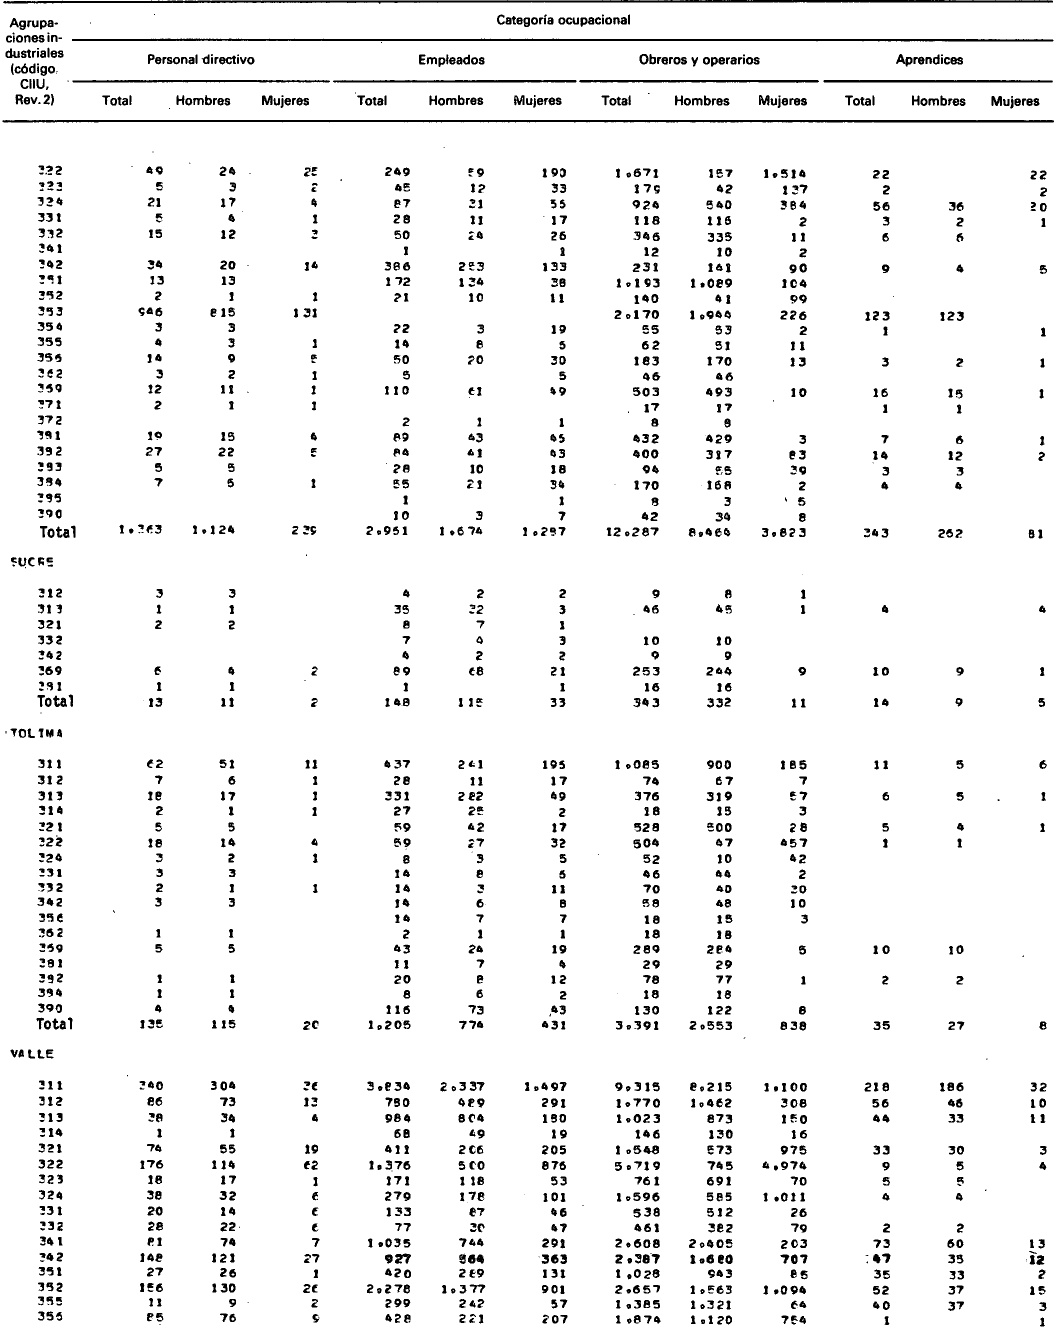 Categoría ocupacional
Agrupaciones industriales (código, CIIU, Rev. 2)
Personal directivo Empleados Obreros y operarios Aprendices
Total Hombres Mujeres Total Hombres Mujeres Total Hombres Mujeres Total Hombres Mujeres
322 49 24 25 249 59 190 1.671 157 1.514 22 22
323 5 3 2 45 12 33 179 42 137 2 2
324 21 17 4 87 31 55 924 540 384 56 36 20
331 5 4 1 28 11 17 118 116 2 3 2 1
332 15 12 3 50 24 26 346 335 11 6 6
341 1 1 12 10 2
342 34 20 14 386 253 133 231 141 90 9 4 5
351 13 13 172 134 38 1.193 1.089 104
352 2 1 1 21 10 11 140 41 99
353 946 815 131 2.170 1.944 226 123 123
354 3 3 22 3 19 55 53 2 1 1
355 4 3 1 14 8 5 62 51 11
356 14 9 5 50 20 30 183 170 13 3 2 1
362 3 2 1 5 5 46 46
369 12 11 1 110 61 49 503 493 10 16 15 1
371 2 1 1 17 17 1 1
372 2 1 1 8 8
381 19 15 4 89 43 45 432 429 3 7 6 1
382 27 22 5 84 41 43 400 317 83 14 12 2
383 5 5 28 10 18 94 55 39 3 3
384 7 5 1 55 21 34 170 168 2 4 4
385 1 1 8 3 5
390 10 3 7 42 34 8
Total 1.363 1.124 239 2.951 1.674 1.297 12.287 8.464 3.823 343 262 81
SUCRE
312 3 3 4 2 2 9 8 1
313 1 1 35 32 3 46 45 1 4 4
321 2 2 8 7 1
332 7 4 3 10 10
342 4 2 2 9 9
369 6 4 2 89 68 21 253 244 9 10 9 1
381 1 1 1 1 16 16
Total 13 11 2 148 115 33 343 332 11 14 9 5
TOLIMA
311 62 51 11 437 241 195 1.085 900 185 11 5 6
312 7 6 1 28 11 17 74 67 7
313 18 17 1 331 282 49 376 319 57 6 5 1
314 2 1 1 27 25 2 18 15 3
321 5 5 59 42 17 528 500 28 5 4 1
322 18 14 4 59 27 32 504 47 457 1 1
324 3 2 1 8 3 5 52 10 42
331 3 3 14 8 6 46 44 2
332 2 1 1 14 3 11 70 40 30
342 3 3 14 6 8 58 48 10
356 14 7 7 18 15 3
362 1 1 2 1 1 18 18
369 5 5 43 24 19 289 284 5 10 10
381 11 7 4 29 29
382 1 1 20 8 12 78 77 1 2 2
384 1 1 8 6 2 18 18
390 4 4 116 73 43 130 122 8
Total 135 115 20 1.205 774 431 3.391 2.553 838 35 27 8
VALLE
311 340 304 36 3.834 2.337 1.497 9.315 8.215 1.100 218 186 32
312 86 73 13 780 489 291 1.770 1.462 308 56 46 10
313 38 34 4 984 804 180 1.023 873 150 44 33 11
314 1 1 68 49 19 146 130 16
321 74 55 19 411 206 205 1.548 573 975 33 30 3
322 176 114 62 1.376 500 876 5.719 745 4.974 9 5 4
323 18 17 1 171 118 53 761 691 70 5 5
324 38 32 6 279 178 101 1.596 585 1.011 4 4
331 20 14 6 133 87 46 538 512 26
332 28 22 6 77 30 47 461 382 79 2 2
341 81 74 7 1.035 744 291 2.608 2.405 203 73 60 13
342 148 121 27 927 564 363 2.387 1.680 707 47 35 12
351 27 26 1 420 289 131 1.028 943 85 35 33 2
352 156 130 26 2.278 1.377 901 2.657 1.563 1.094 52 37 15
355 11 9 2 299 242 57 1.385 1.321 64 40 37 3
356 85 76 9 428 221 207 1.874 1.120 754 1 1